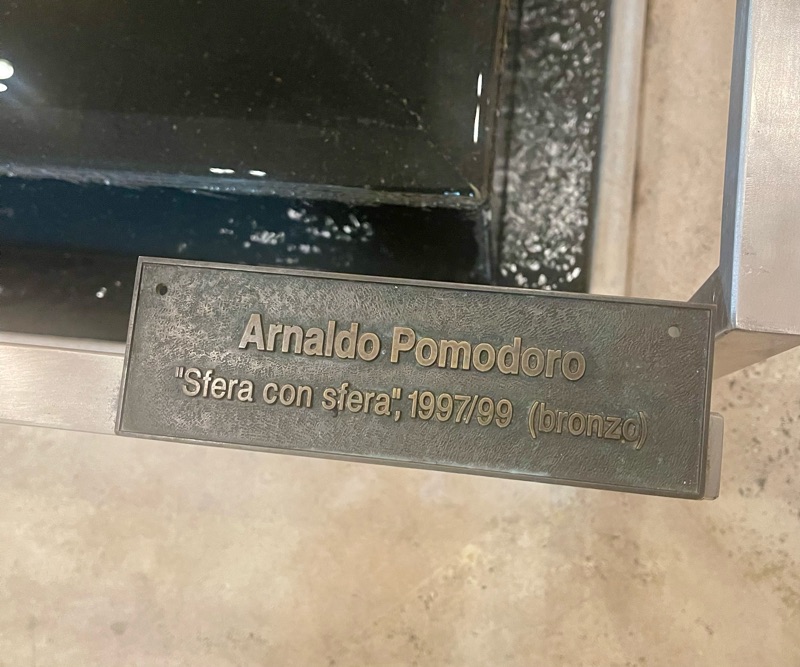 Arnaldo Pomodoro
"Sfera con sfera", 1997/99 (bronzo)